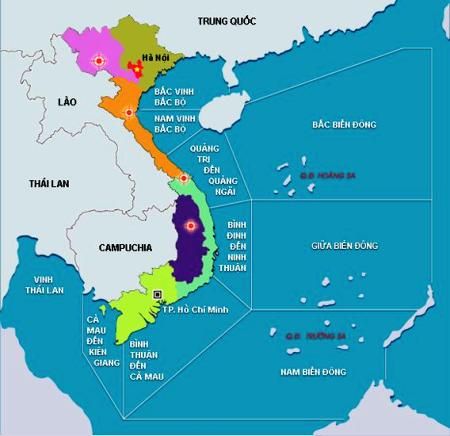 TRUNG QUỐC
Hà Nội
LÀO
BẮC VỊNH
BẮC BỘ
NAM VỊNH
BẮC BỘ
BẮC BIỂN ĐÔNG
QUẢNG
TRỊ
ĐẾN
QUẢNG
NGÃI
Q.Đ. HOÀNG SA
THÁI LAN
CAMPUCHIA
BÌNH
ĐỊNH
ĐẾN
NINH
THUẬN
GIỮA BIỂN ĐÔNG
VỊNH
THÁI LAN
TP. Hồ Chí Minh
CÀ
MAU
ĐẾN
KIÊN
GIANG
BÌNH
THUẬN
ĐẾN
CÀ MAU
Q.Đ. TRƯỜNG SA
NAM BIỂN ĐÔNG